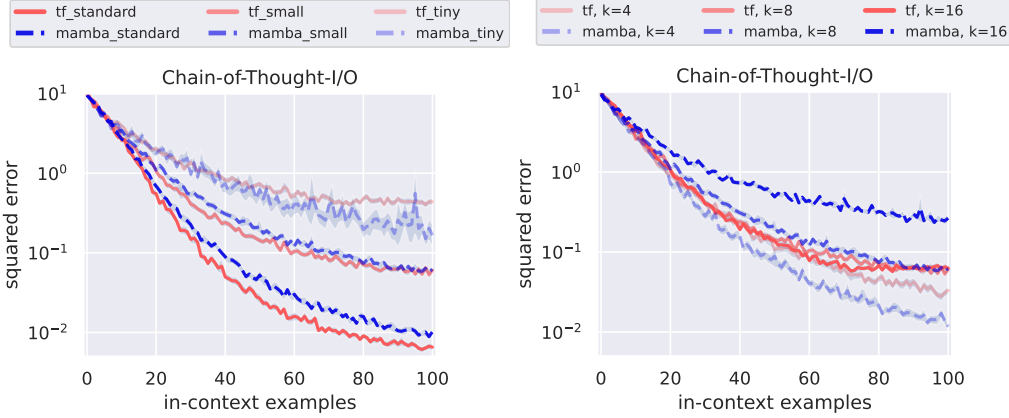 tf_standard tf_small tf_tiny
mamba_standard mamba_small mamba_tiny
Chain-of-Thought-I/O
squared error
10^1
10^0
10^-1
10^-2
0 20 40 60 80 100
in-context examples
tf, k=4 tf, k=8 tf, k=16
mamba, k=4 mamba, k=8 mamba, k=16
Chain-of-Thought-I/O
squared error
10^1
10^0
10^-1
10^-2
0 20 40 60 80 100
in-context examples